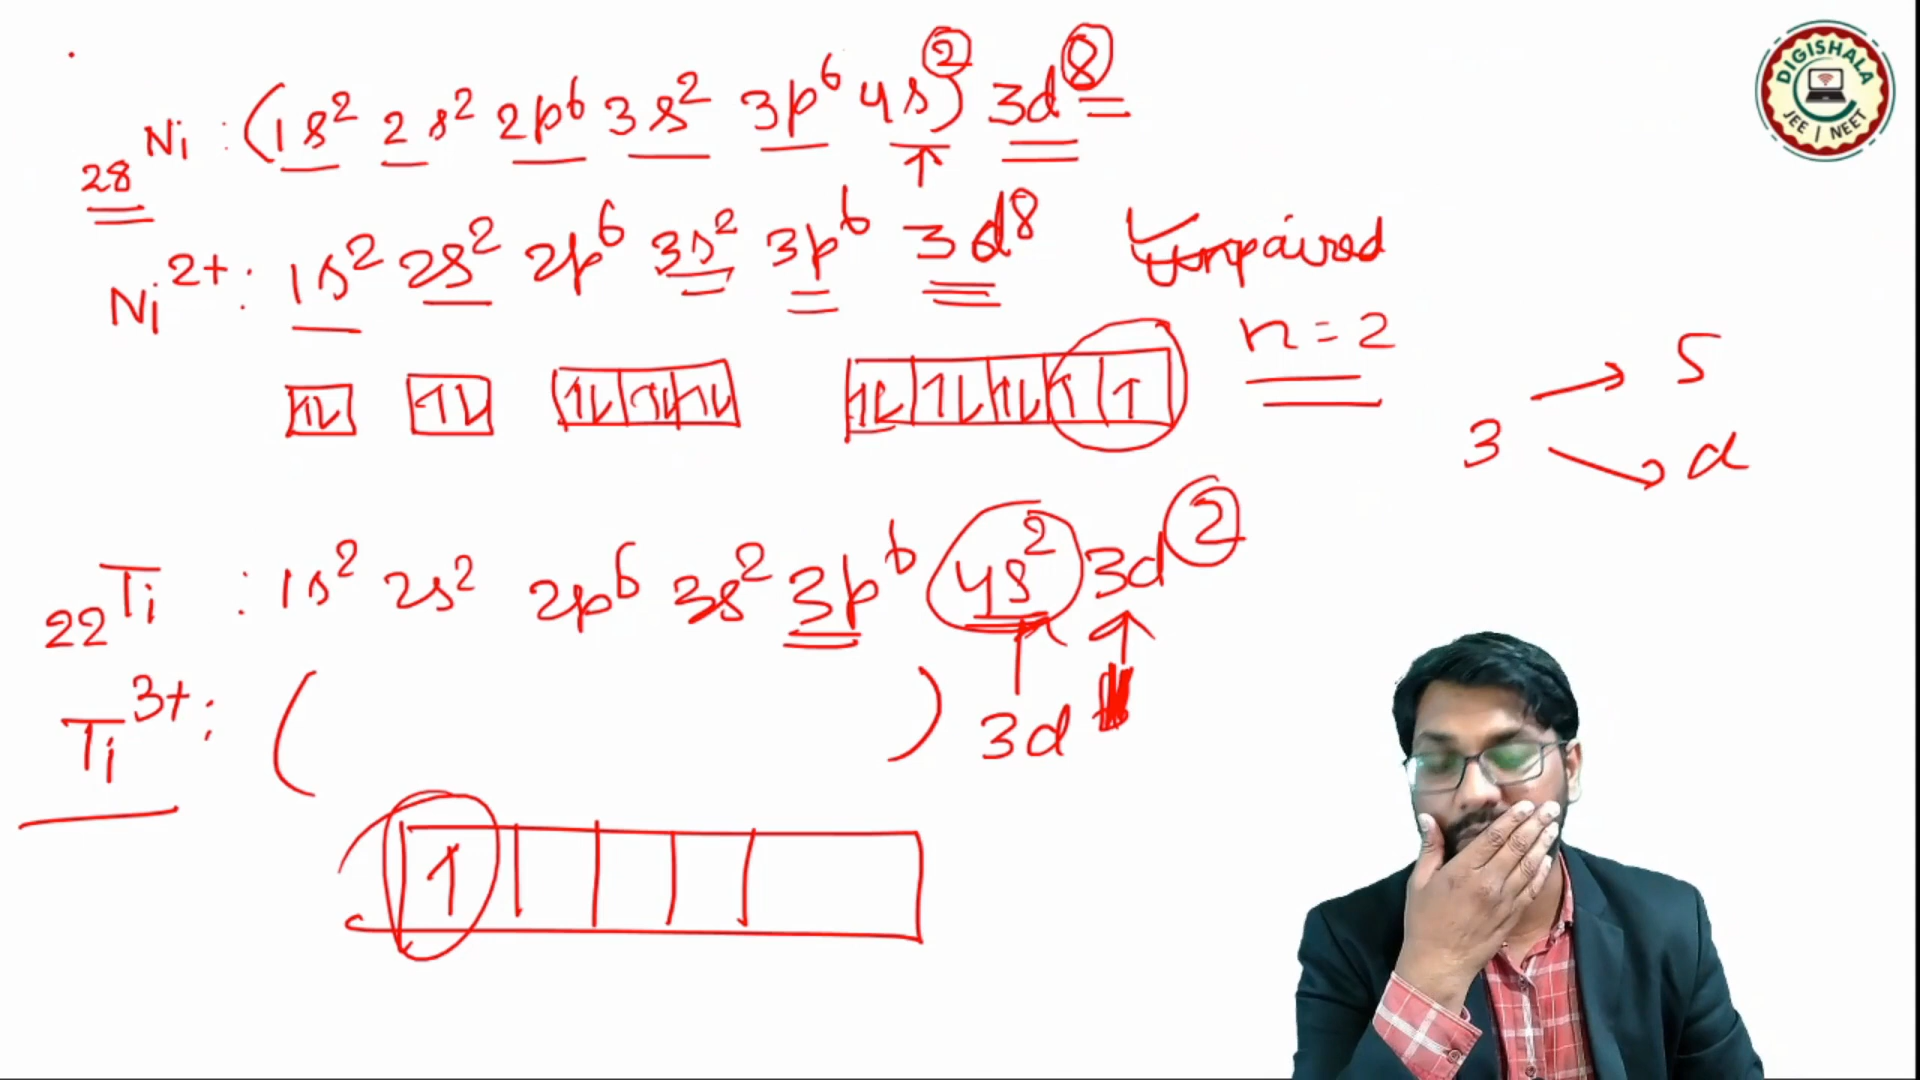 28Ni : (1s² 2s² 2p⁶ 3s² 3p⁶ 4s²) 3d⁸
Ni²⁺: 1s² 2s² 2p⁶ 3s² 3p⁶ 3d⁸ Unpaired
n = 2
3 → s
→ d
22Ti : 1s² 2s² 2p⁶ 3s² 3p⁶ 4s² 3d²
Ti³⁺: ( ) 3d
DIGISHALA
JEE | NEET